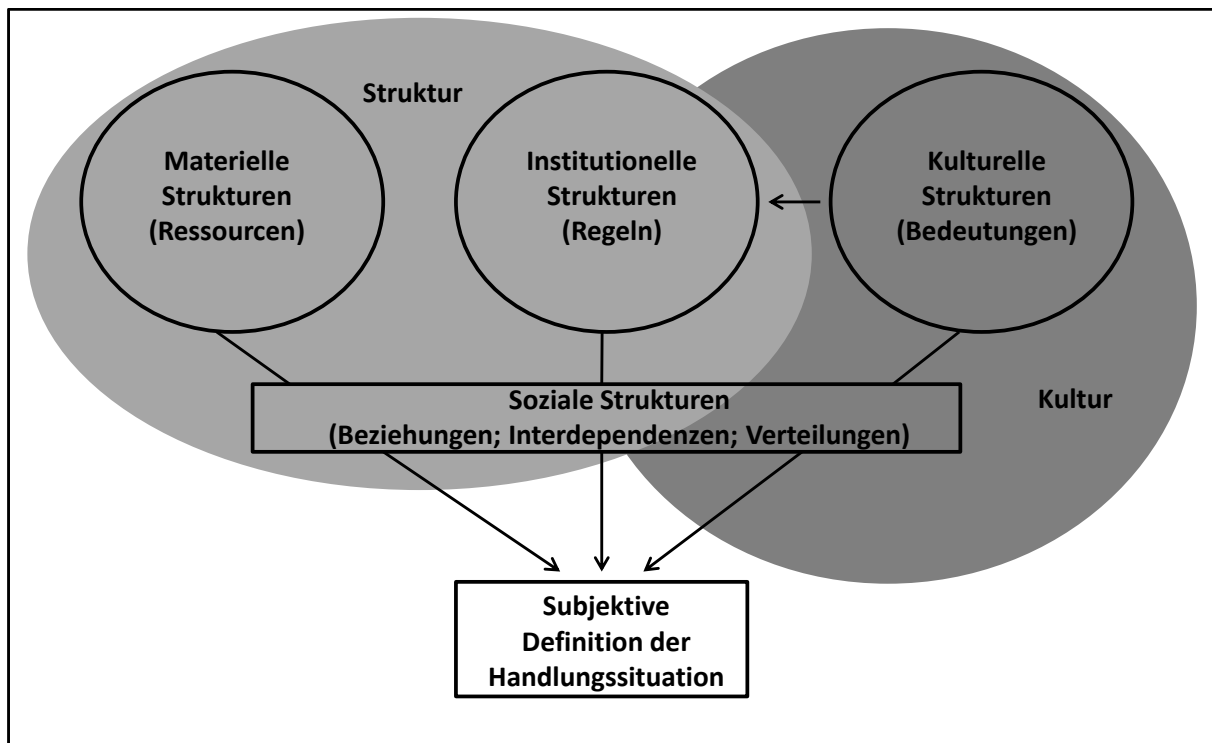 Struktur
Materielle
Strukturen
(Ressourcen)
Institutionelle
Strukturen
(Regeln)
Kulturelle
Strukturen
(Bedeutungen)
Soziale Strukturen
(Beziehungen; Interdependenzen; Verteilungen)
Kultur
Subjektive
Definition der
Handlungssituation